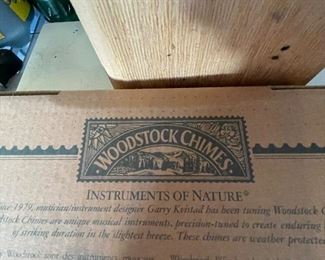 WOODSTOCK CHIMES®
INSTRUMENTS OF NATURE®
Since 1979, musician/instrument designer Garry Kvistad has been tuning Woodstock C
dstock Chimes are unique musical instruments, precision-tuned to create enduring
of striking duration in the slightest breeze. These chimes are weather protected